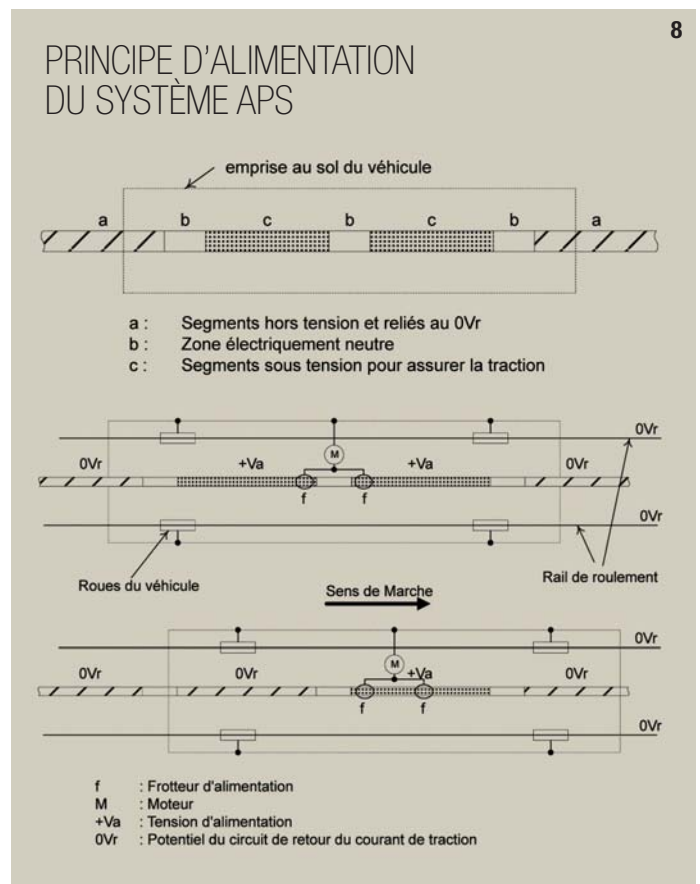 8
PRINCIPE D'ALIMENTATION
DU SYSTÈME APS
emprise au sol du véhicule
a b c b c b a
a : Segments hors tension et reliés au 0Vr
b : Zone électriquement neutre
c : Segments sous tension pour assurer la traction
0Vr
M
0Vr +Va +Va 0Vr
f f
0Vr
Roues du véhicule
Rail de roulement
Sens de Marche
0Vr
M
0Vr 0Vr +Va 0Vr
f f
0Vr
f : Frotteur d'alimentation
M : Moteur
+Va : Tension d'alimentation
0Vr : Potentiel du circuit de retour du courant de traction